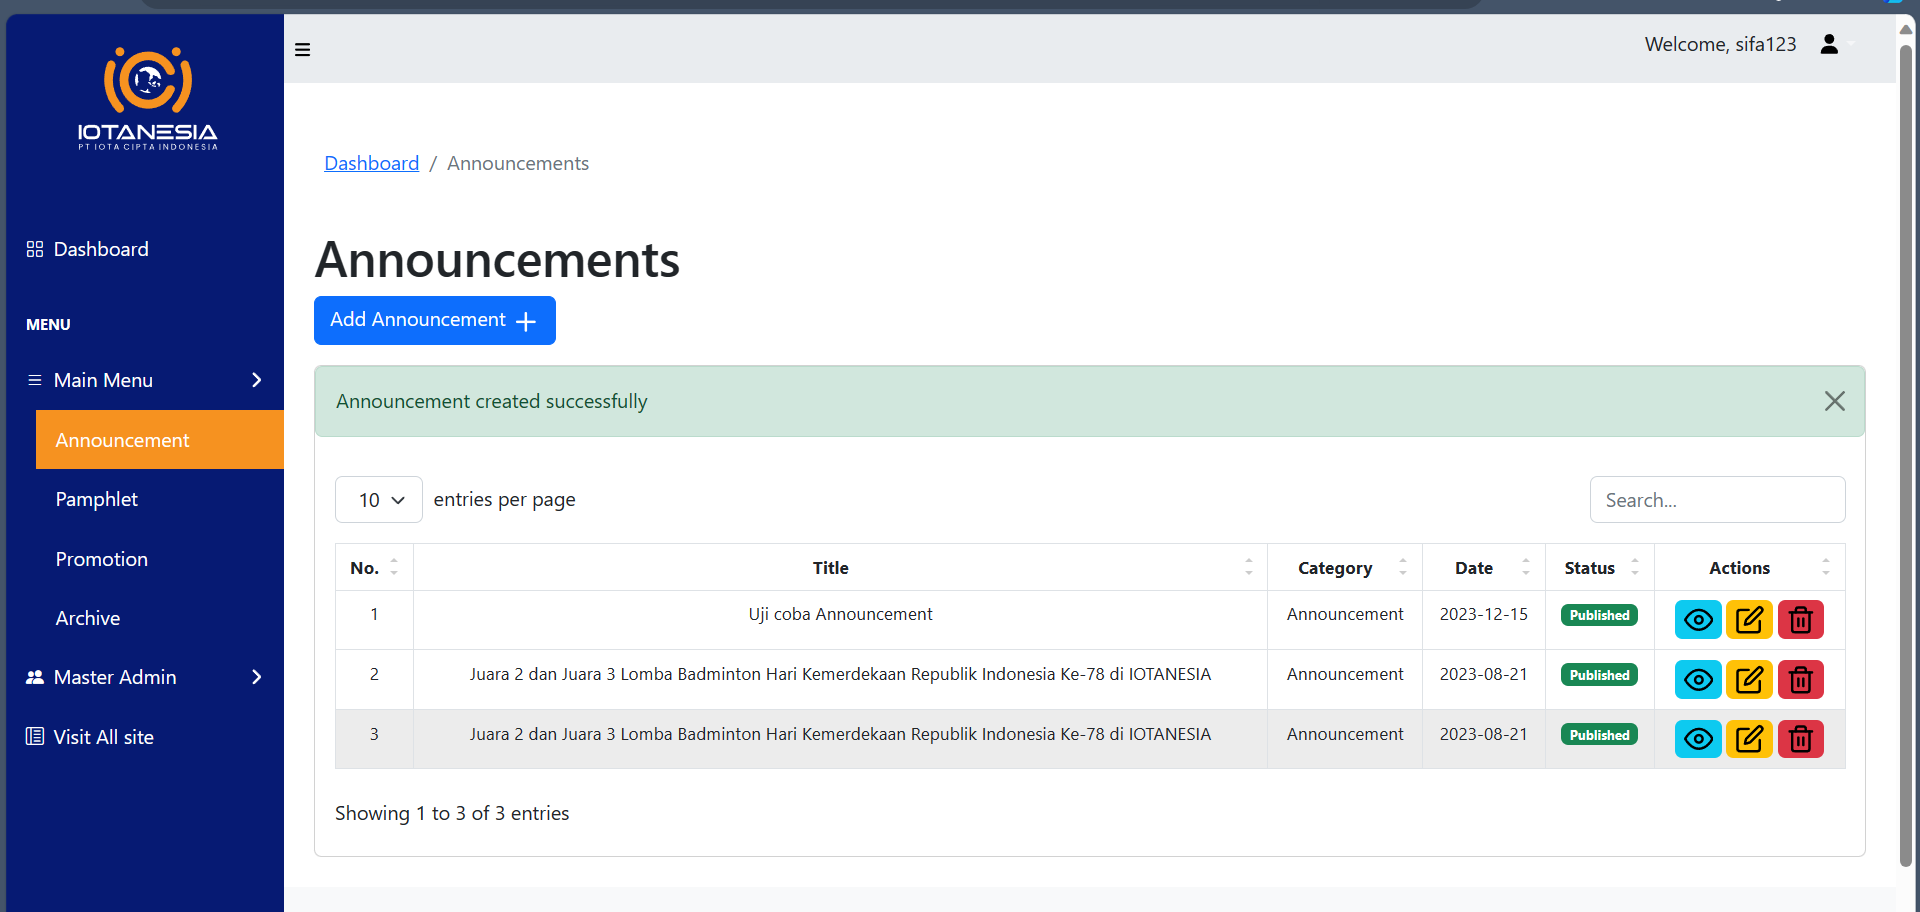 IOTANESIA
PT IOTA CIPTA INDONESIA
Dashboard
MENU
Main Menu
Announcement
Pamphlet
Promotion
Archive
Master Admin
Visit All site
Welcome, sifa123
Dashboard / Announcements
Announcements
Add Announcement
Announcement created successfully
10 entries per page
Search...
No. Title Category Date Status Actions
1 Uji coba Announcement Announcement 2023-12-15 Published
2 Juara 2 dan Juara 3 Lomba Badminton Hari Kemerdekaan Republik Indonesia Ke-78 di IOTANESIA Announcement 2023-08-21 Published
3 Juara 2 dan Juara 3 Lomba Badminton Hari Kemerdekaan Republik Indonesia Ke-78 di IOTANESIA Announcement 2023-08-21 Published
Showing 1 to 3 of 3 entries